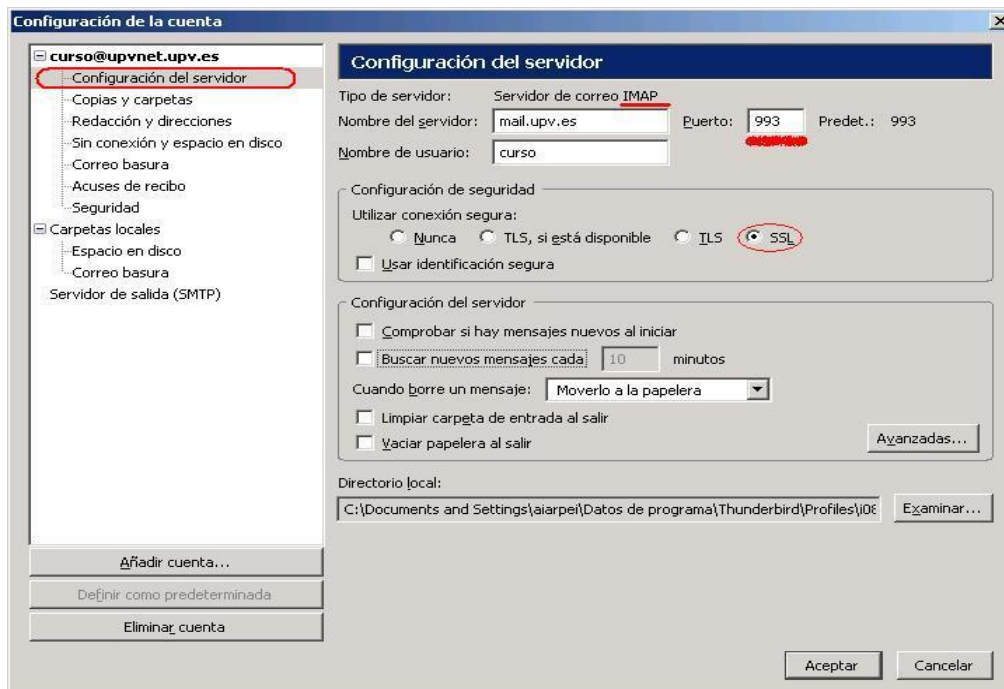 Configuración de la cuenta
curso@upvnet.upv.es
Configuración del servidor
Copias y carpetas
Redacción y direcciones
Sin conexión y espacio en disco
Correo basura
Acuses de recibo
Seguridad
Carpetas locales
Espacio en disco
Correo basura
Servidor de salida (SMTP)
Añadir cuenta...
Definir como predeterminada
Eliminar cuenta
Configuración del servidor
Tipo de servidor: Servidor de correo IMAP
Nombre del servidor: mail.upv.es Puerto: 993 Predet.: 993
Nombre de usuario: curso
Configuración de seguridad
Utilizar conexión segura:
Nunca TLS, si está disponible TLS SSL
Usar identificación segura
Configuración del servidor
Comprobar si hay mensajes nuevos al iniciar
Buscar nuevos mensajes cada 10 minutos
Cuando borre un mensaje: Moverlo a la papelera
Limpiar carpeta de entrada al salir
Vaciar papelera al salir
Avanzadas...
Directorio local:
C:\Documents and Settings\aiarpei\Datos de programa\Thunderbird\Profiles\i08 Examinar...
Aceptar Cancelar